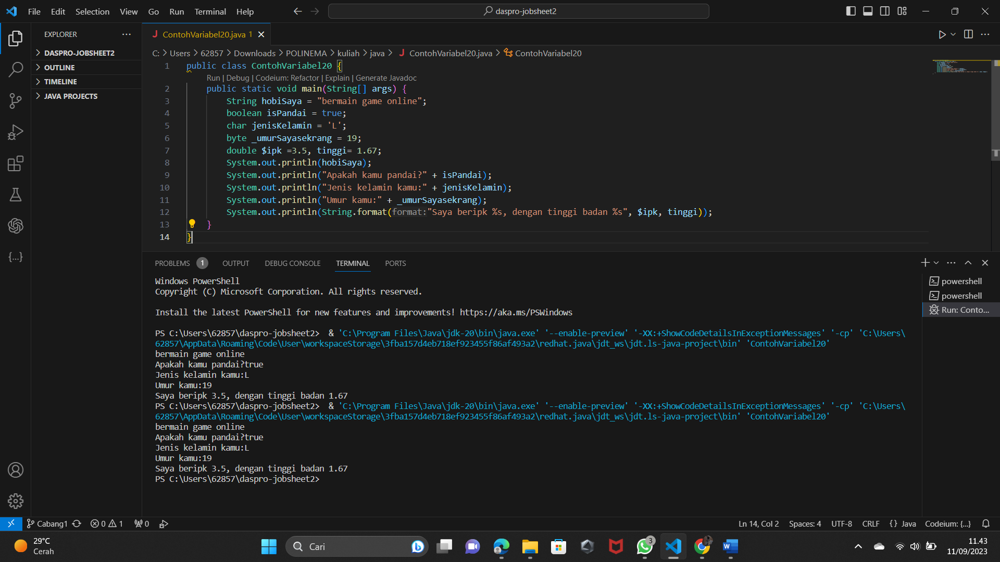 File Edit Selection View Go Run Terminal Help
daspro-jobsheet2
EXPLORER
DASPRO-JOBSHEET2
OUTLINE
TIMELINE
JAVA PROJECTS
J ContohVariabel20.java 1
C: > Users > 62857 > Downloads > POLINEMA > kuliah > java > J ContohVariabel20.java > ContohVariabel20
1 public class ContohVariabel20 {
Run | Debug | Codeium: Refactor | Explain | Generate Javadoc
2 public static void main(String[] args) {
3 String hobiSaya = "bermain game online";
4 boolean isPandai = true;
5 char jenisKelamin = 'L';
6 byte _umurSayasekrang = 19;
7 double $ipk =3.5, tinggi= 1.67;
8 System.out.println(hobiSaya);
9 System.out.println("Apakah kamu pandai?" + isPandai);
10 System.out.println("Jenis kelamin kamu:" + jenisKelamin);
11 System.out.println("Umur kamu:" + _umurSayasekrang);
12 System.out.println(String.format(format:"Saya beripk %s, dengan tinggi badan %s", $ipk, tinggi));
13 }
14 }
PROBLEMS 1 OUTPUT DEBUG CONSOLE TERMINAL PORTS
Windows PowerShell
Copyright (C) Microsoft Corporation. All rights reserved.
Install the latest PowerShell for new features and improvements! https://aka.ms/PSWindows
PS C:\Users\62857\daspro-jobsheet2> & 'C:\Program Files\Java\jdk-20\bin\java.exe' '--enable-preview' '-XX:+ShowCodeDetailsInExceptionMessages' '-cp' 'C:\Users\
62857\AppData\Roaming\Code\User\workspaceStorage\3fba157d4eb718ef923455f86af493a2\redhat.java\jdt_ws\jdt.ls-java-project\bin' 'ContohVariabel20'
bermain game online
Apakah kamu pandai?true
Jenis kelamin kamu:L
Umur kamu:19
Saya beripk 3.5, dengan tinggi badan 1.67
PS C:\Users\62857\daspro-jobsheet2> & 'C:\Program Files\Java\jdk-20\bin\java.exe' '--enable-preview' '-XX:+ShowCodeDetailsInExceptionMessages' '-cp' 'C:\Users\
62857\AppData\Roaming\Code\User\workspaceStorage\3fba157d4eb718ef923455f86af493a2\redhat.java\jdt_ws\jdt.ls-java-project\bin' 'ContohVariabel20'
bermain game online
Apakah kamu pandai?true
Jenis kelamin kamu:L
Umur kamu:19
Saya beripk 3.5, dengan tinggi badan 1.67
PS C:\Users\62857\daspro-jobsheet2>
powershell
powershell
Run: Conto...
Cabang1 0 1 0
Ln 14, Col 2 Spaces: 4 UTF-8 CRLF {} Java Codeium: {...}
29°C
Cerah
Cari
3
11.43
11/09/2023